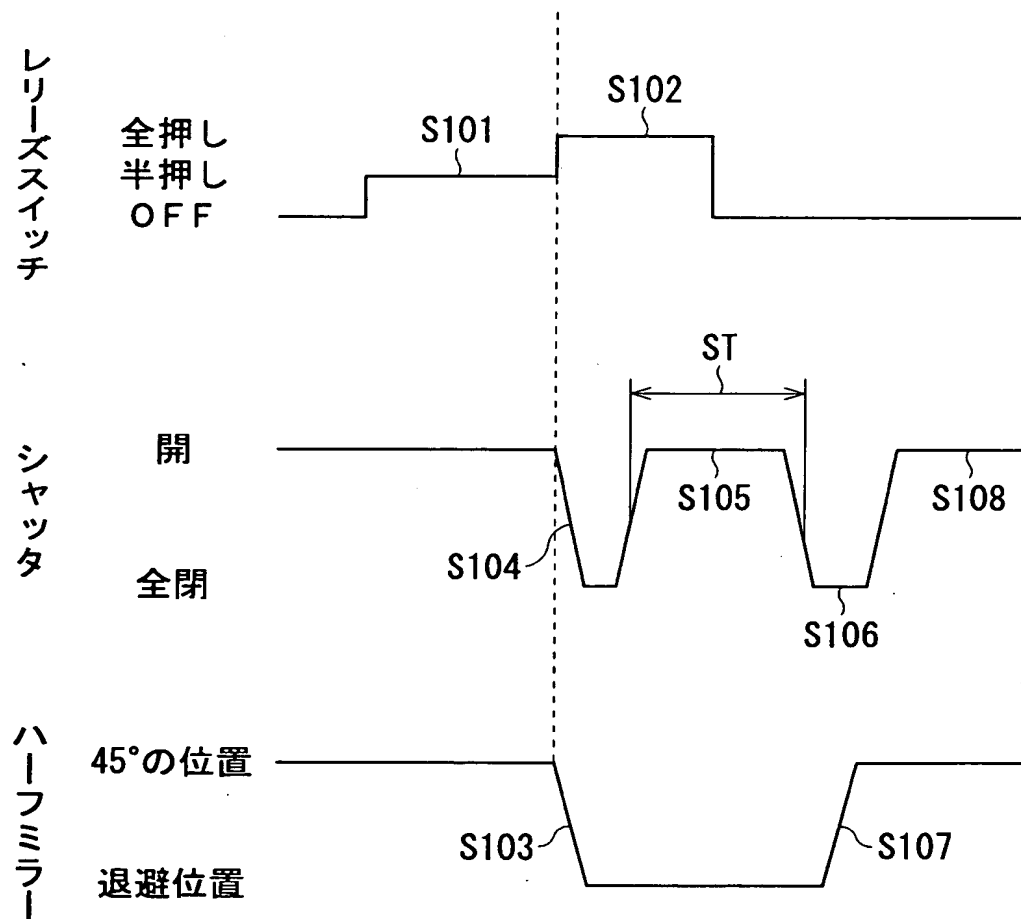 レリーズスイッチ
全押し
半押し
OFF
S101
S102
シャッタ
開
全閉
ST
S104
S105
S106
S108
ハーフミラー
45°の位置
退避位置
S103
S107